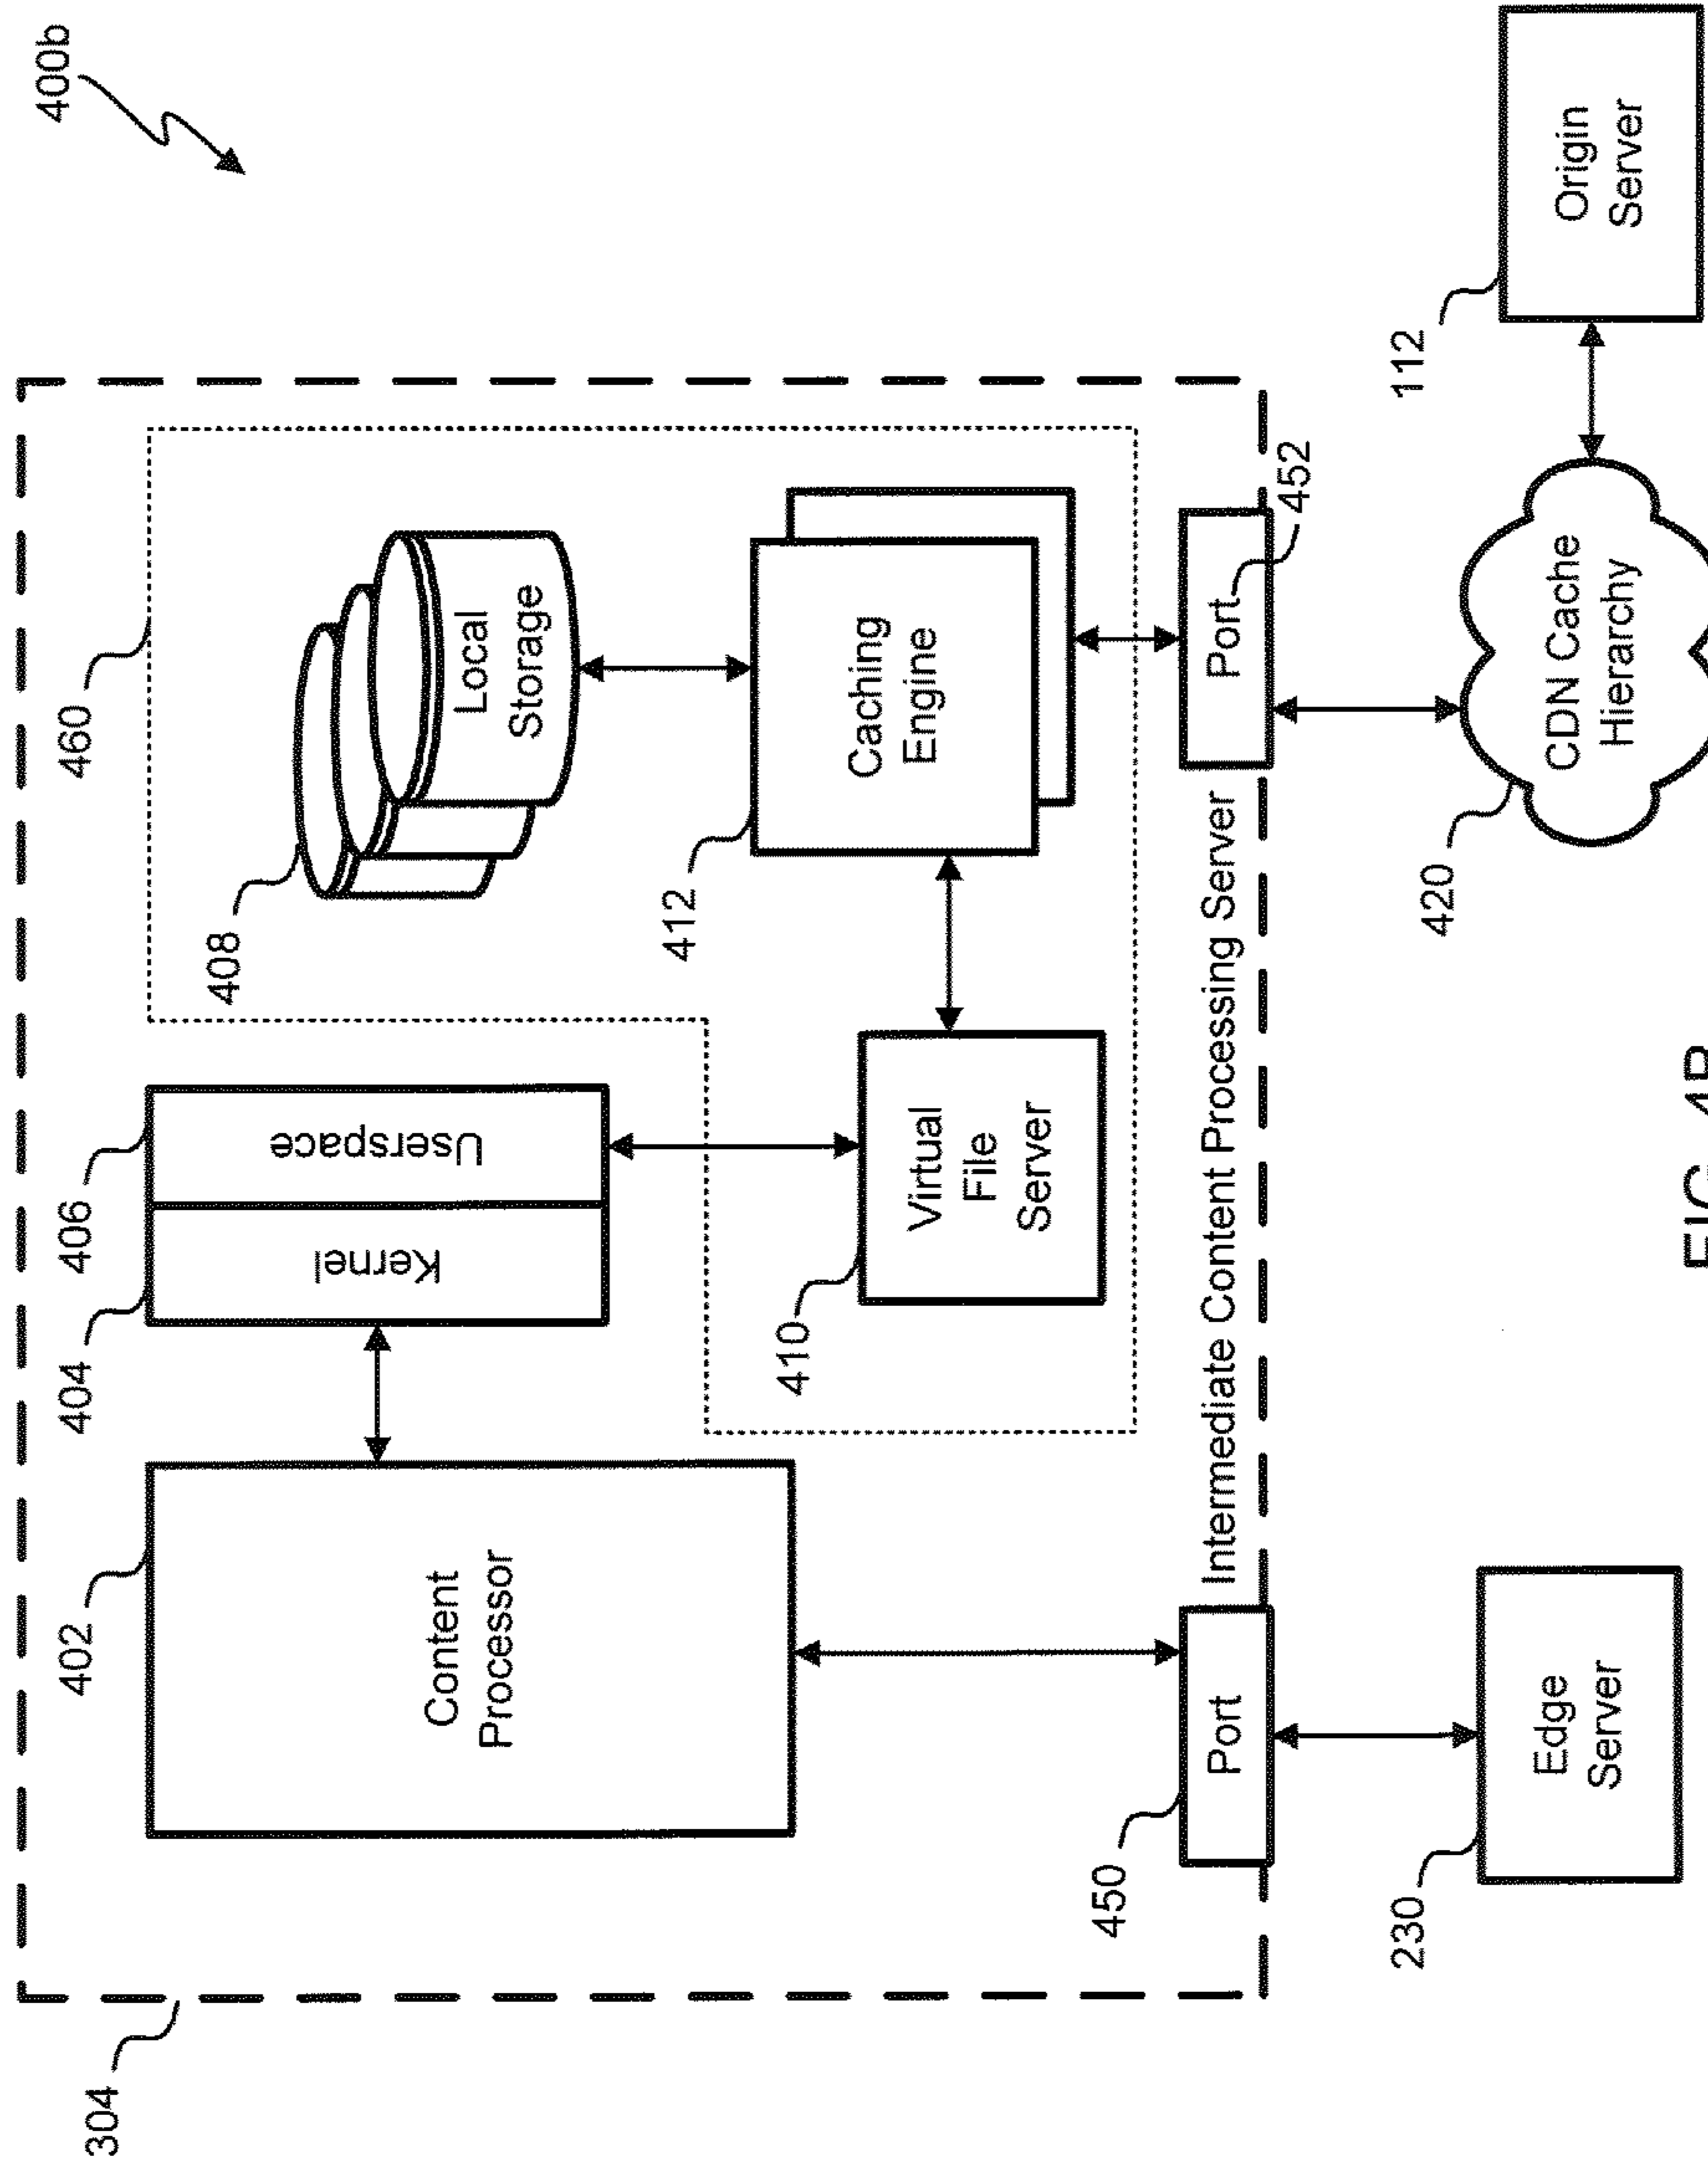 400b
304
402
404
406
460
Content
Processor
Kernel
Userspace
408
Local
Storage
410
Virtual
File
Server
412
Caching
Engine
450
Port
Intermediate Content Processing Server
Port
452
230
Edge
Server
420
CDN Cache
Hierarchy
112
Origin
Server
FIG. 4B